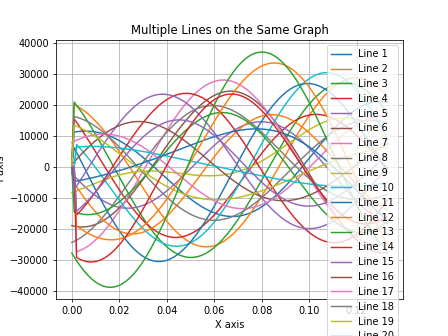 Multiple Lines on the Same Graph
40000
30000
20000
10000
0
−10000
−20000
−30000
−40000
0.00 0.02 0.04 0.06 0.08 0.10
X axis
axis
Line 1
Line 2
Line 3
Line 4
Line 5
Line 6
Line 7
Line 8
Line 9
Line 10
Line 11
Line 12
Line 13
Line 14
Line 15
Line 16
Line 17
Line 18
Line 19
Line 20